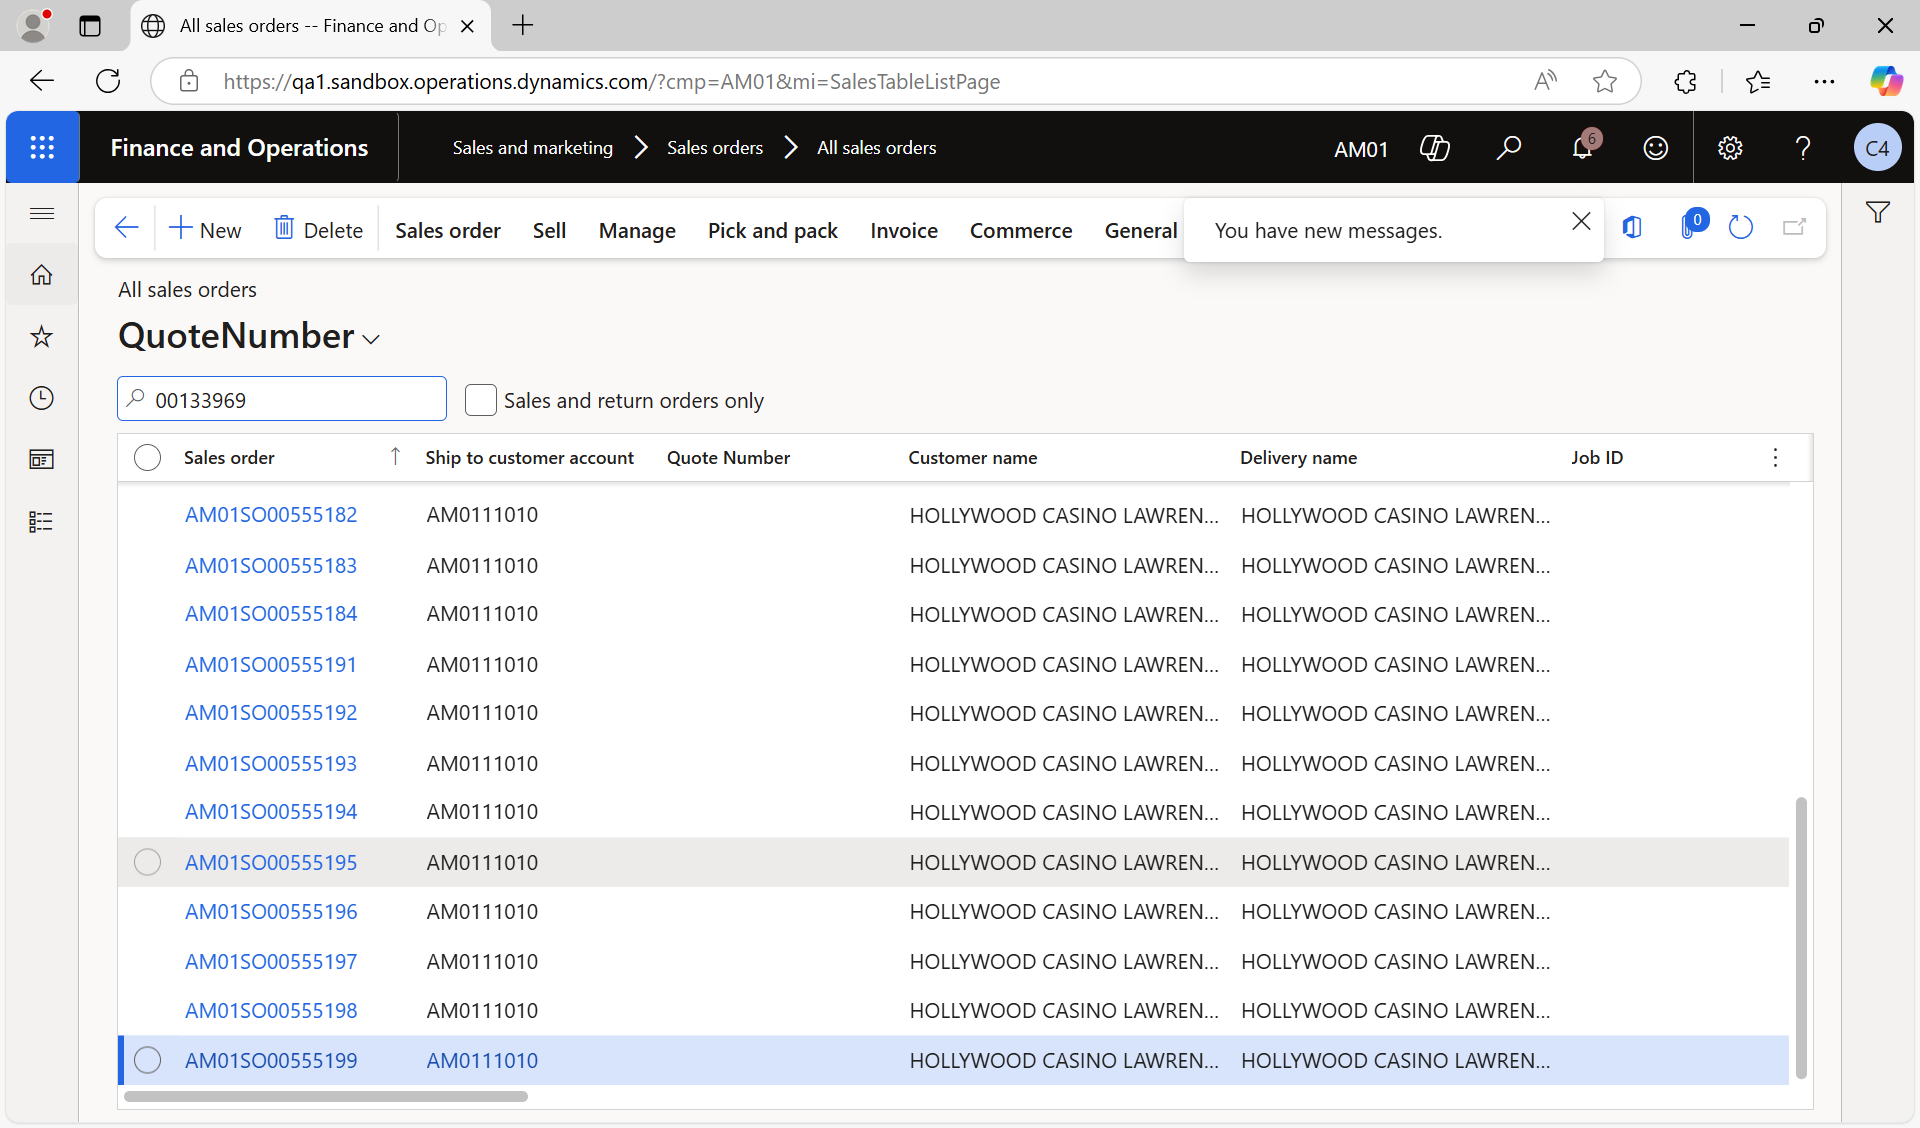 All sales orders -- Finance and Op
https://qa1.sandbox.operations.dynamics.com/?cmp=AM01&mi=SalesTableListPage
Finance and Operations
Sales and marketing
Sales orders
All sales orders
AM01
6
C4
New
Delete
Sales order
Sell
Manage
Pick and pack
Invoice
Commerce
General
You have new messages.
0
All sales orders
QuoteNumber
00133969
Sales and return orders only
Sales order Ship to customer account Quote Number Customer name Delivery name Job ID
AM01SO00555182 AM0111010 HOLLYWOOD CASINO LAWREN... HOLLYWOOD CASINO LAWREN...
AM01SO00555183 AM0111010 HOLLYWOOD CASINO LAWREN... HOLLYWOOD CASINO LAWREN...
AM01SO00555184 AM0111010 HOLLYWOOD CASINO LAWREN... HOLLYWOOD CASINO LAWREN...
AM01SO00555191 AM0111010 HOLLYWOOD CASINO LAWREN... HOLLYWOOD CASINO LAWREN...
AM01SO00555192 AM0111010 HOLLYWOOD CASINO LAWREN... HOLLYWOOD CASINO LAWREN...
AM01SO00555193 AM0111010 HOLLYWOOD CASINO LAWREN... HOLLYWOOD CASINO LAWREN...
AM01SO00555194 AM0111010 HOLLYWOOD CASINO LAWREN... HOLLYWOOD CASINO LAWREN...
AM01SO00555195 AM0111010 HOLLYWOOD CASINO LAWREN... HOLLYWOOD CASINO LAWREN...
AM01SO00555196 AM0111010 HOLLYWOOD CASINO LAWREN... HOLLYWOOD CASINO LAWREN...
AM01SO00555197 AM0111010 HOLLYWOOD CASINO LAWREN... HOLLYWOOD CASINO LAWREN...
AM01SO00555198 AM0111010 HOLLYWOOD CASINO LAWREN... HOLLYWOOD CASINO LAWREN...
AM01SO00555199 AM0111010 HOLLYWOOD CASINO LAWREN... HOLLYWOOD CASINO LAWREN...